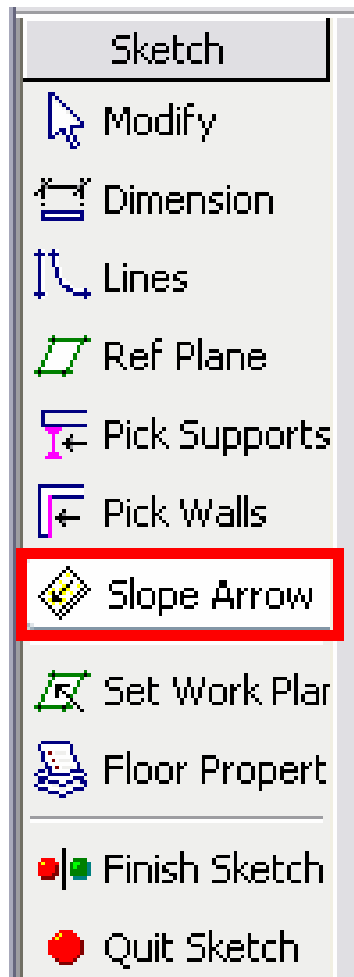 Sketch
Modify
Dimension
Lines
Ref Plane
Pick Supports
Pick Walls
Slope Arrow
Set Work Plan
Floor Propert
Finish Sketch
Quit Sketch